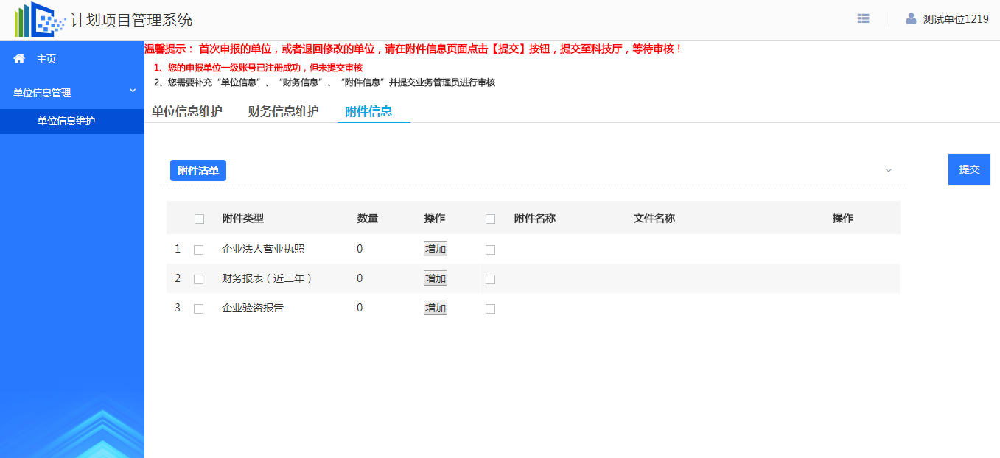 计划项目管理系统
测试单位1219
主页
单位信息管理
单位信息维护
温馨提示： 首次申报的单位，或者退回修改的单位，请在附件信息页面点击【提交】按钮，提交至科技厅，等待审核！
1、您的申报单位一级账号已注册成功，但未提交审核
2、您需要补充“单位信息”、“财务信息”、“附件信息”并提交业务管理员进行审核
单位信息维护 财务信息维护 附件信息
附件清单
提交
附件类型 数量 操作 附件名称 文件名称 操作
1 企业法人营业执照 0 增加
2 财务报表（近二年） 0 增加
3 企业验资报告 0 增加